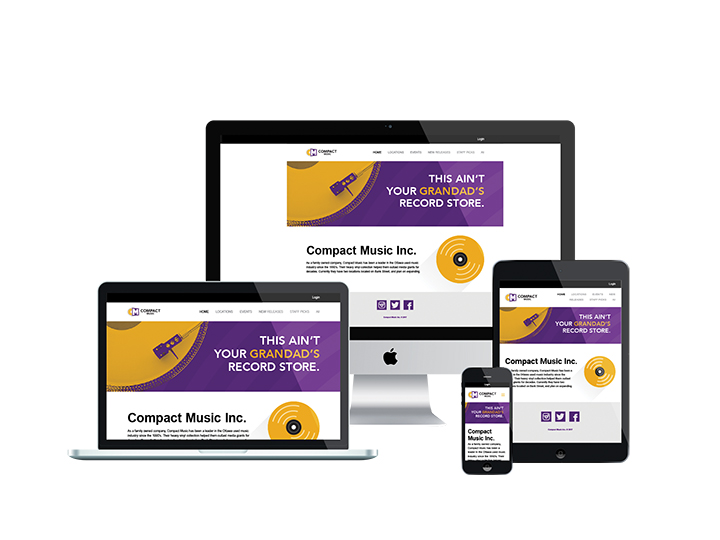 Login
COMPACT
MUSIC
HOME LOCATIONS EVENTS NEW RELEASES STAFF PICKS
THIS AIN'T
YOUR GRANDAD'S
RECORD STORE.
Compact Music Inc.
As a family owned company, Compact Music has been a leader in the Ottawa used music
industry since the 1980's. Their heavy vinyl collection helped them outlast media giants for
decades. Currently they have two locations located on Bank Street, and plan on expanding
Compact Music Inc. © 2017
Login
COMPACT
MUSIC
HOME LOCATIONS EVENTS NEW RELEASES STAFF PICKS
THIS AIN'T
YOUR GRANDAD'S
RECORD STORE.
Compact Music Inc.
As a family owned company, Compact Music has been a leader in the Ottawa used music
industry since the 1980's. Their heavy vinyl collection helped them outlast media giants for
Login
COMPACT
MUSIC
HOME LOCATIONS EVENTS NEW
RELEASES STAFF PICKS
THIS AIN'T
YOUR GRANDAD'S
RECORD STORE.
Compact Music Inc.
As a family owned company, Compact Music has been a
leader in the Ottawa used music industry since the
1980's. Their heavy vinyl collection helped them outlast
media giants for decades. Currently they have two
locations located on Bank Street, and plan on expanding
Compact Music Inc. © 2017
Login
COMPACT
THIS AIN'T
YOUR GRANDAD'S
RECORD STORE.
Compact
Music Inc.
As a family owned company,
Compact Music has been a
leader in the Ottawa used
music industry since the
1980's. Their heavy vinyl